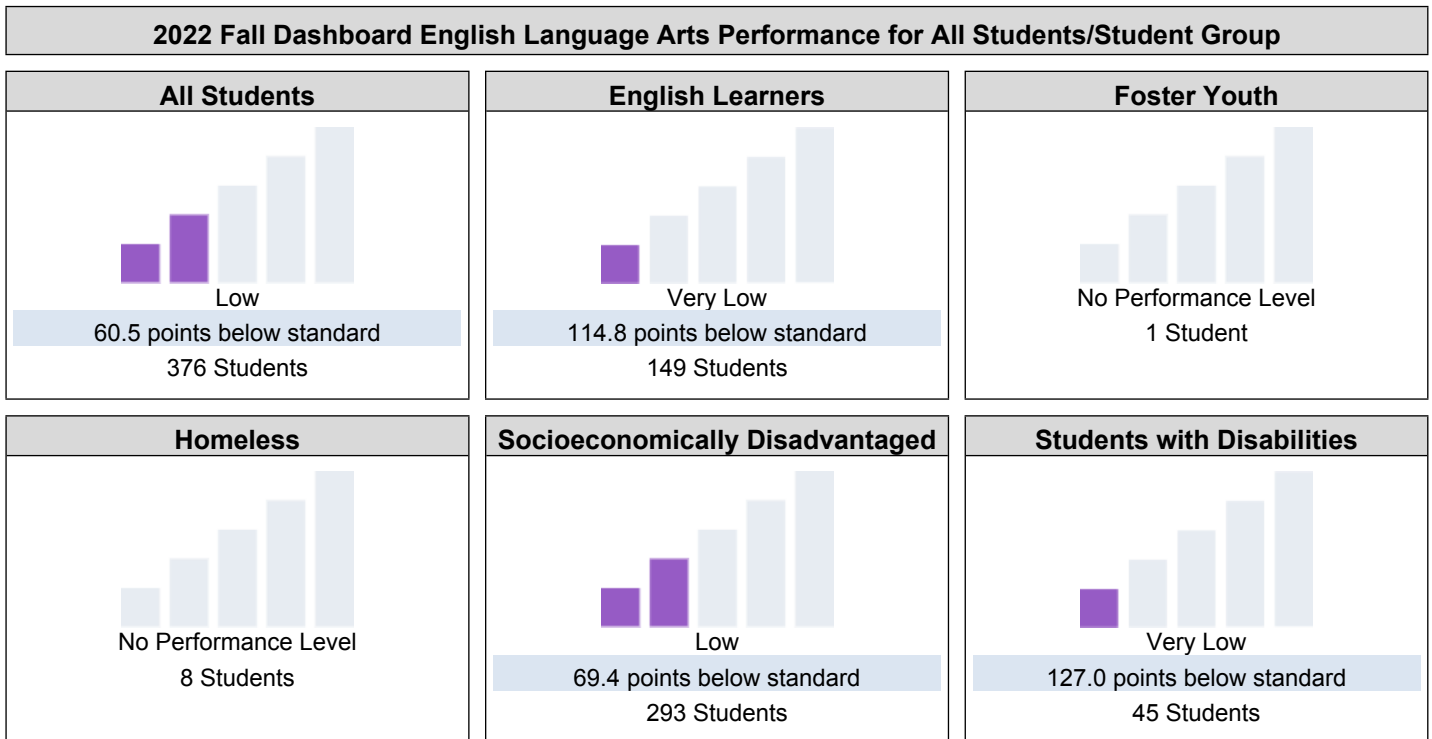 2022 Fall Dashboard English Language Arts Performance for All Students/Student Group
All Students
Low
60.5 points below standard
376 Students
English Learners
Very Low
114.8 points below standard
149 Students
Foster Youth
No Performance Level
1 Student
Homeless
No Performance Level
8 Students
Socioeconomically Disadvantaged
Low
69.4 points below standard
293 Students
Students with Disabilities
Very Low
127.0 points below standard
45 Students